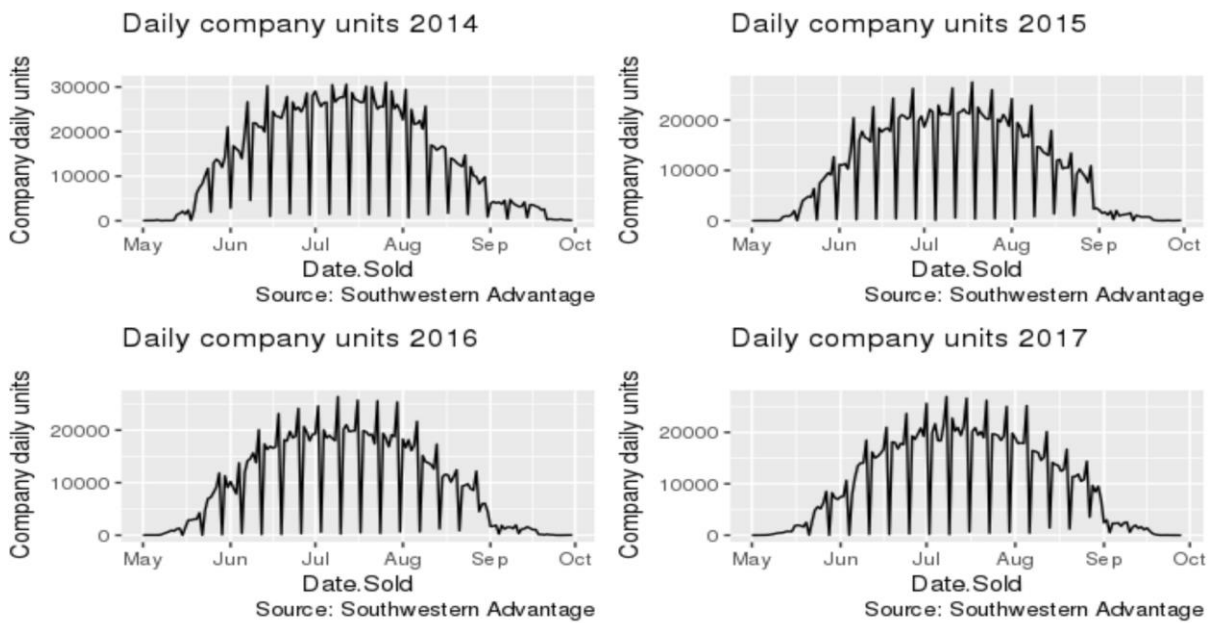 Daily company units 2014
Company daily units
30000
20000
10000
0
May Jun Jul Aug Sep Oct
Date.Sold
Source: Southwestern Advantage
Daily company units 2015
Company daily units
20000
10000
0
May Jun Jul Aug Sep Oct
Date.Sold
Source: Southwestern Advantage
Daily company units 2016
Company daily units
20000
10000
0
May Jun Jul Aug Sep Oct
Date.Sold
Source: Southwestern Advantage
Daily company units 2017
Company daily units
20000
10000
0
May Jun Jul Aug Sep Oct
Date.Sold
Source: Southwestern Advantage